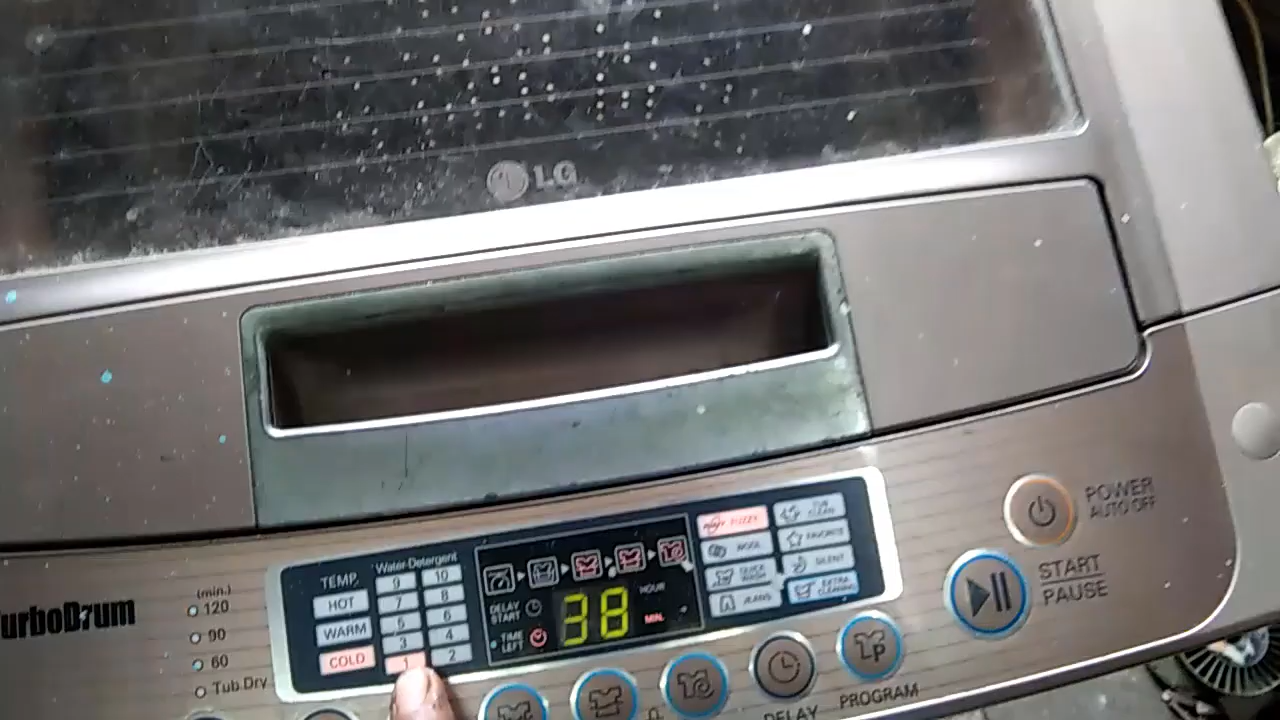 LG
POWER
AUTO OFF
START
PAUSE
TurboDrum
(min.)
120
90
60
Tub Dry
TEMP.
HOT
WARM
COLD
Water-Detergent
9 10
7 8
5 6
3 4
1 2
DELAY
START
TIME
LEFT
38
HOUR
MIN.
FUZZY
WOOL
QUICK
WASH
JEANS
TUB
CLEAN
FAVORITE
SILENT
EXTRA
CLEANING
DELAY
PROGRAM